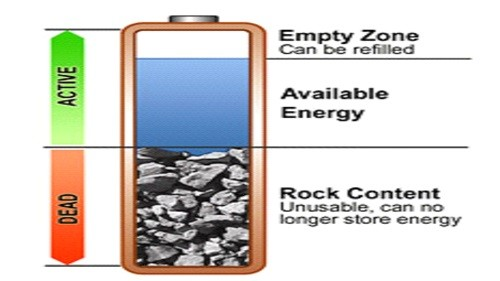 Empty Zone
Can be refilled
ACTIVE
Available
Energy
Rock Content
Unusable, can no
longer store energy
DEAD